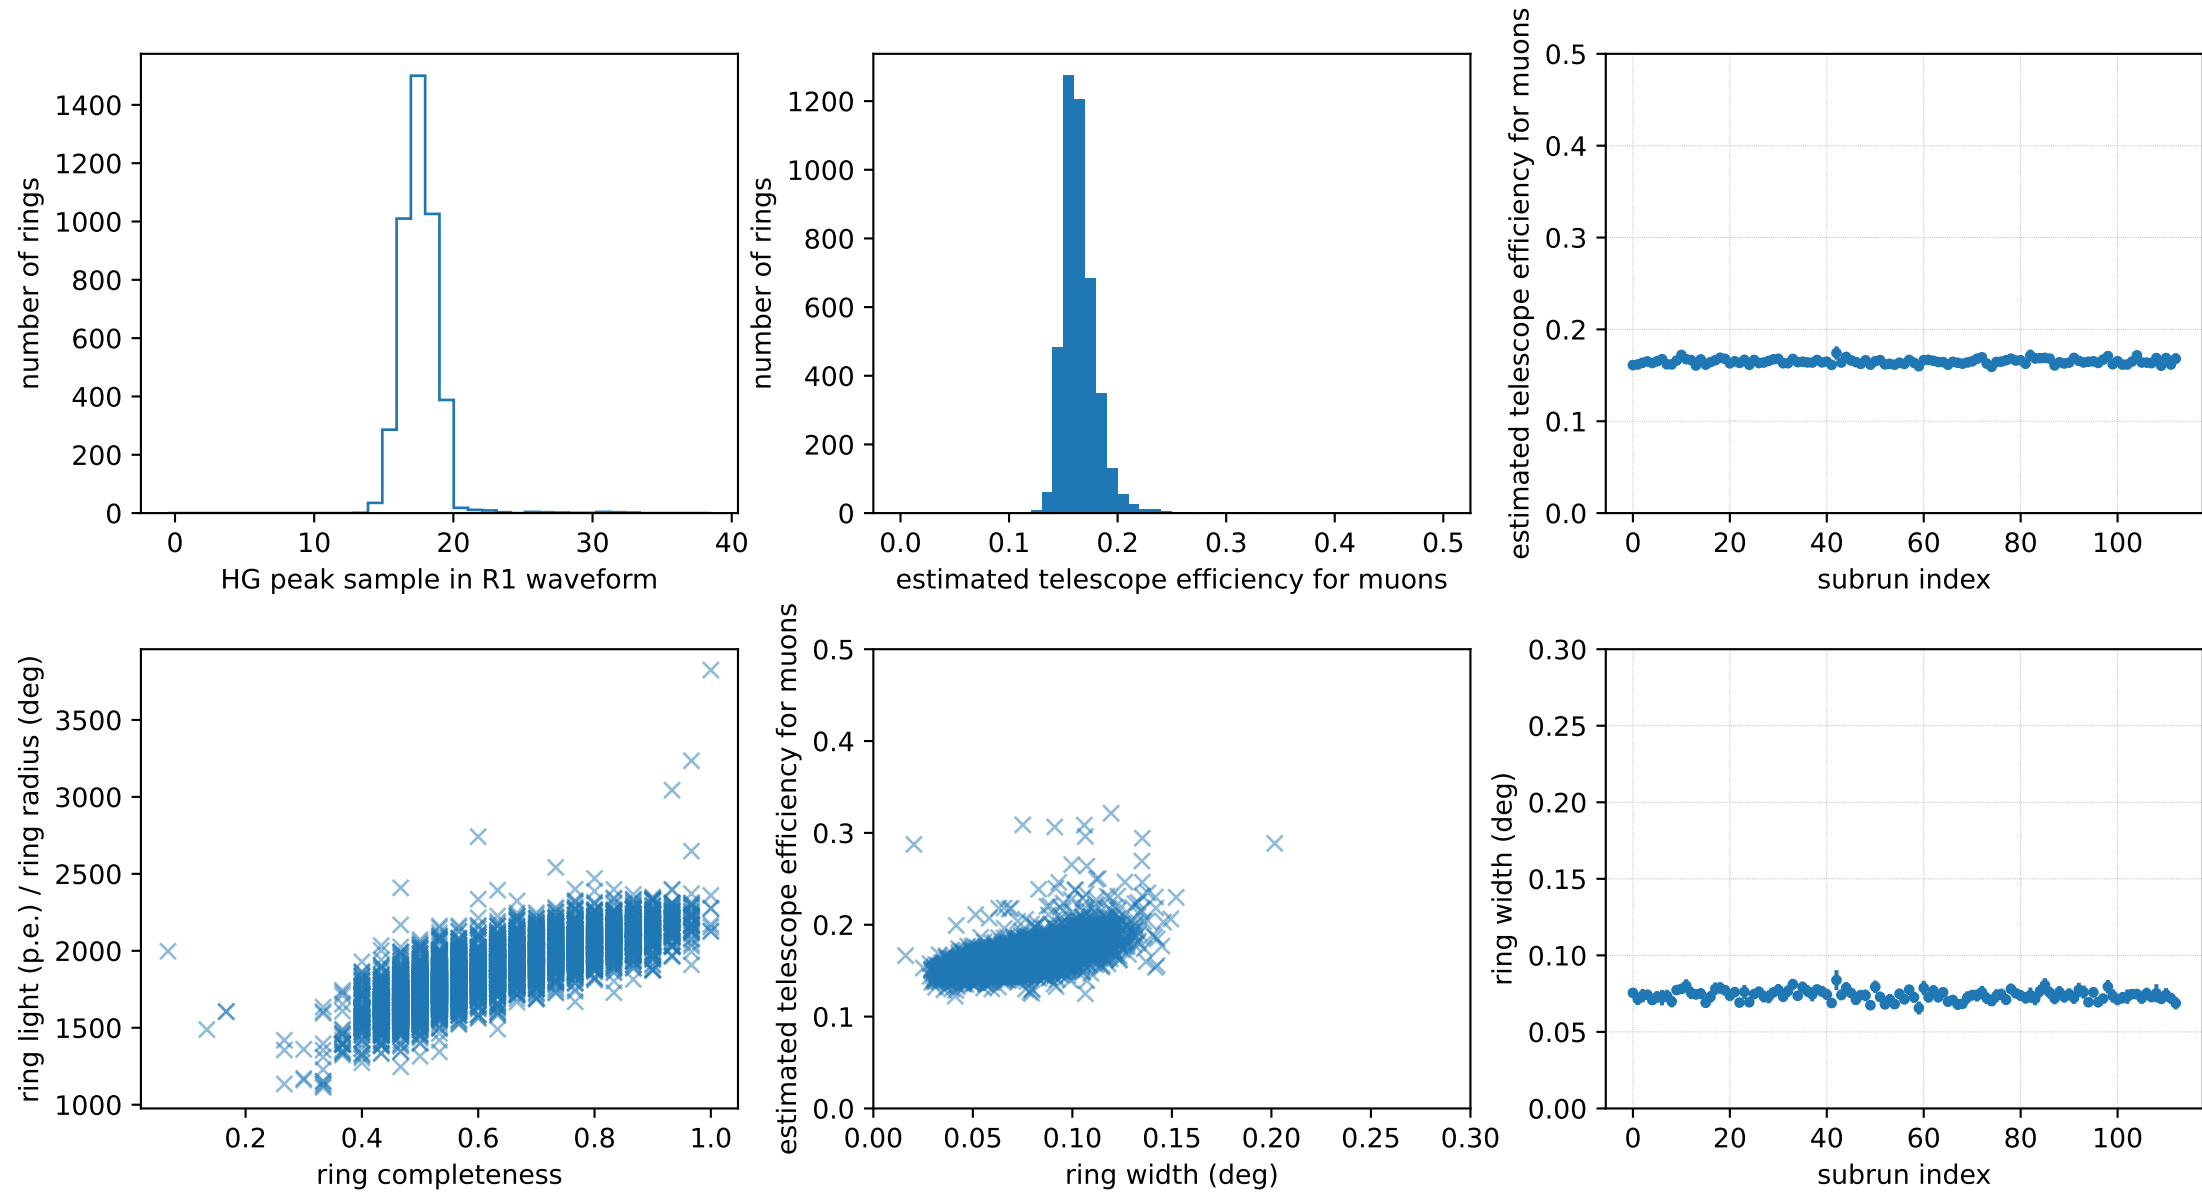 number of rings
1400
1200
1000
800
600
400
200
0
0 10 20 30 40
HG peak sample in R1 waveform
number of rings
1200
1000
800
600
400
200
0
0.0 0.1 0.2 0.3 0.4 0.5
estimated telescope efficiency for muons
estimated telescope efficiency for muons
0.5
0.4
0.3
0.2
0.1
0.0
0 20 40 60 80 100
subrun index
ring light (p.e.) / ring radius (deg)
3500
3000
2500
2000
1500
1000
0.2 0.4 0.6 0.8 1.0
ring completeness
estimated telescope efficiency for muons
0.5
0.4
0.3
0.2
0.1
0.0
0.00 0.05 0.10 0.15 0.20 0.25 0.30
ring width (deg)
ring width (deg)
0.30
0.25
0.20
0.15
0.10
0.05
0.00
0 20 40 60 80 100
subrun index